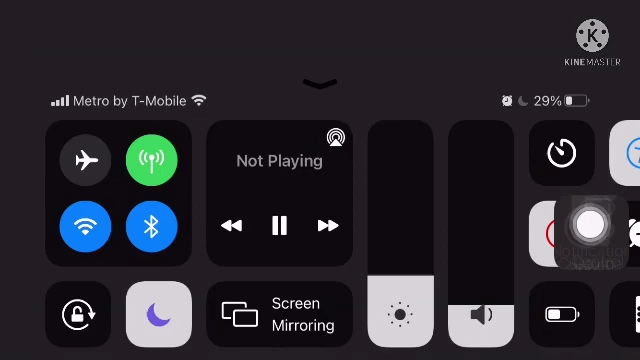 K
KINEMASTER
Metro by T-Mobile
29%
Not Playing
Screen
Mirroring